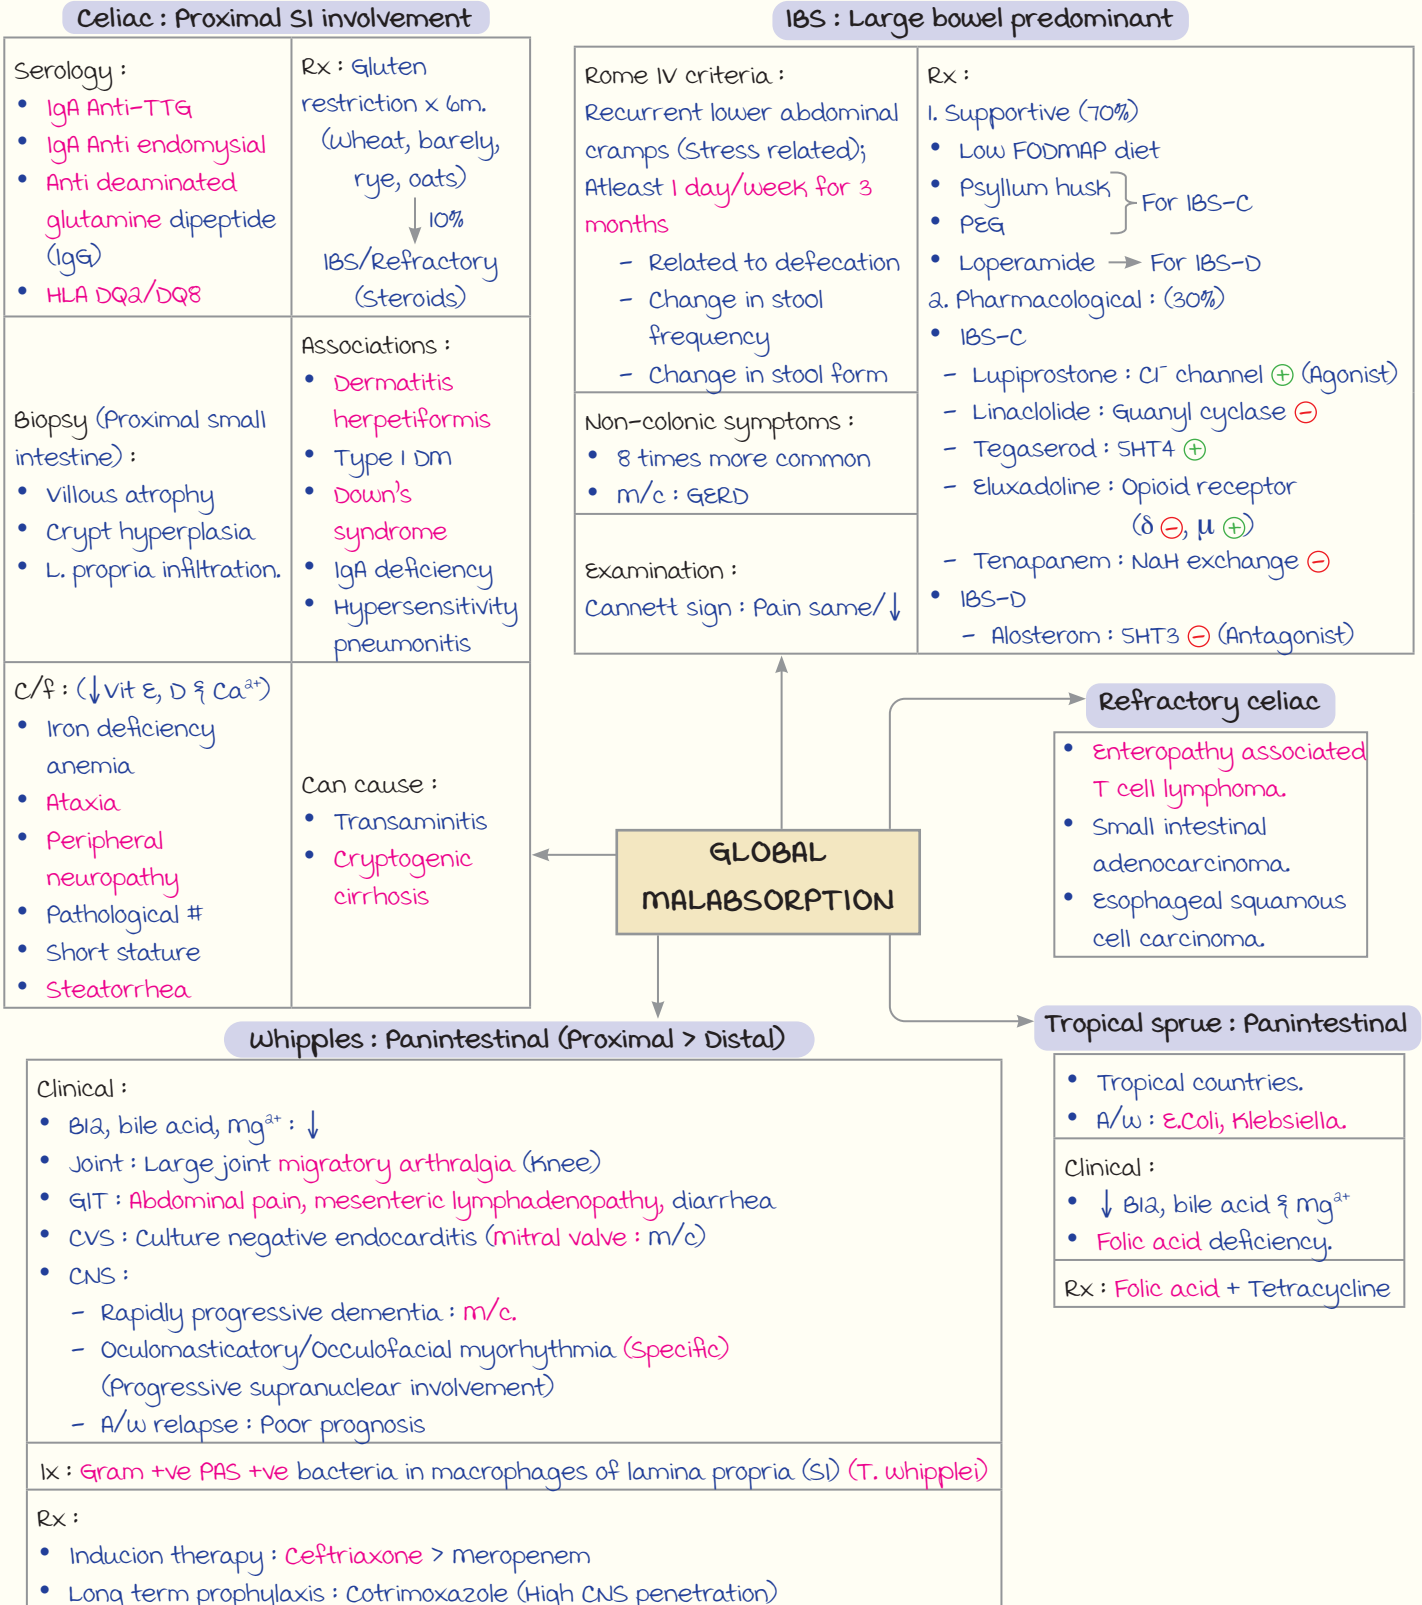 Celiac : Proximal SI involvement
Serology :
• IgA Anti-TTG
• IgA Anti endomysial
• Anti deaminated
glutamine dipeptide
(IgG)
• HLA DQ2/DQ8
Rx : Gluten
restriction x 6m.
(Wheat, barely,
rye, oats)
10%
IBS/Refractory
(Steroids)
Biopsy (Proximal small
intestine) :
• Villous atrophy
• Crypt hyperplasia
• L. propria infiltration.
Associations :
• Dermatitis
herpetiformis
• Type 1 DM
• Down's
syndrome
• IgA deficiency
• Hypersensitivity
pneumonitis
C/f : (↓Vit E, D & Ca²⁺)
• Iron deficiency
anemia
• Ataxia
• Peripheral
neuropathy
• Pathological #
• Short stature
• Steatorrhea
Can cause :
• Transaminitis
• Cryptogenic
cirrhosis
IBS : Large bowel predominant
Rome IV criteria :
Recurrent lower abdominal
cramps (Stress related);
Atleast 1 day/week for 3
months
– Related to defecation
– Change in stool
frequency
– Change in stool form
Non-colonic symptoms :
• 8 times more common
• m/c : GERD
Examination :
Cannett sign : Pain same/↓
Rx :
1. Supportive (70%)
• Low FODMAP diet
• Psyllum husk
• PEG
For IBS-C
• Loperamide → For IBS-D
2. Pharmacological : (30%)
• IBS-C
– Lupiprostone : Cl⁻ channel ⊕ (Agonist)
– Linaclolide : Guanyl cyclase ⊖
– Tegaserod : 5HT4 ⊕
– Eluxadoline : Opioid receptor
(δ ⊖, μ ⊕)
– Tenapanem : NaH exchange ⊖
• IBS-D
– Alosterom : 5HT3 ⊖ (Antagonist)
GLOBAL
MALABSORPTION
Refractory celiac
• Enteropathy associated
T cell lymphoma.
• Small intestinal
adenocarcinoma.
• Esophageal squamous
cell carcinoma.
Tropical sprue : Panintestinal
• Tropical countries.
• A/w : E.Coli, Klebsiella.
Clinical :
• ↓ B12, bile acid & mg²⁺
• Folic acid deficiency.
Rx : Folic acid + Tetracycline
Whipples : Panintestinal (Proximal > Distal)
Clinical :
• B12, bile acid, mg²⁺ : ↓
• Joint : Large joint migratory arthralgia (Knee)
• GIT : Abdominal pain, mesenteric lymphadenopathy, diarrhea
• CVS : Culture negative endocarditis (mitral valve : m/c)
• CNS :
– Rapidly progressive dementia : m/c.
– Oculomasticatory/Occulofacial myorhythmia (Specific)
(Progressive supranuclear involvement)
– A/w relapse : Poor prognosis
Ix : Gram +ve PAS +ve bacteria in macrophages of lamina propria (SI) (T. whipplei)
Rx :
• Inducion therapy : Ceftriaxone > meropenem
• Long term prophylaxis : Cotrimoxazole (High CNS penetration)